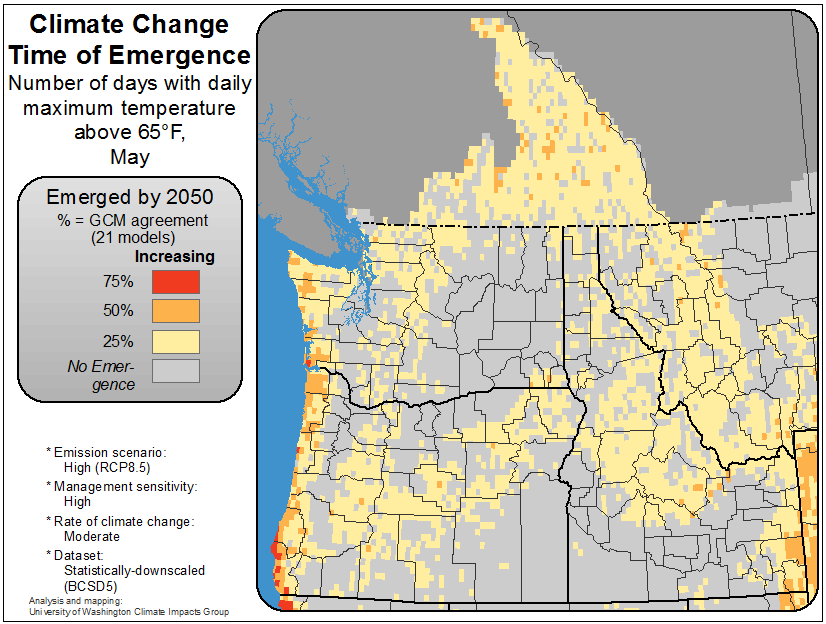 Climate Change
Time of Emergence
Number of days with daily
maximum temperature
above 65°F,
May
Emerged by 2050
% = GCM agreement
(21 models)
Increasing
75%
50%
25%
No Emer-
gence
* Emission scenario:
High (RCP8.5)
* Management sensitivity:
High
* Rate of climate change:
Moderate
* Dataset:
Statistically-downscaled
(BCSD5)
Analysis and mapping:
University of Washington Climate Impacts Group